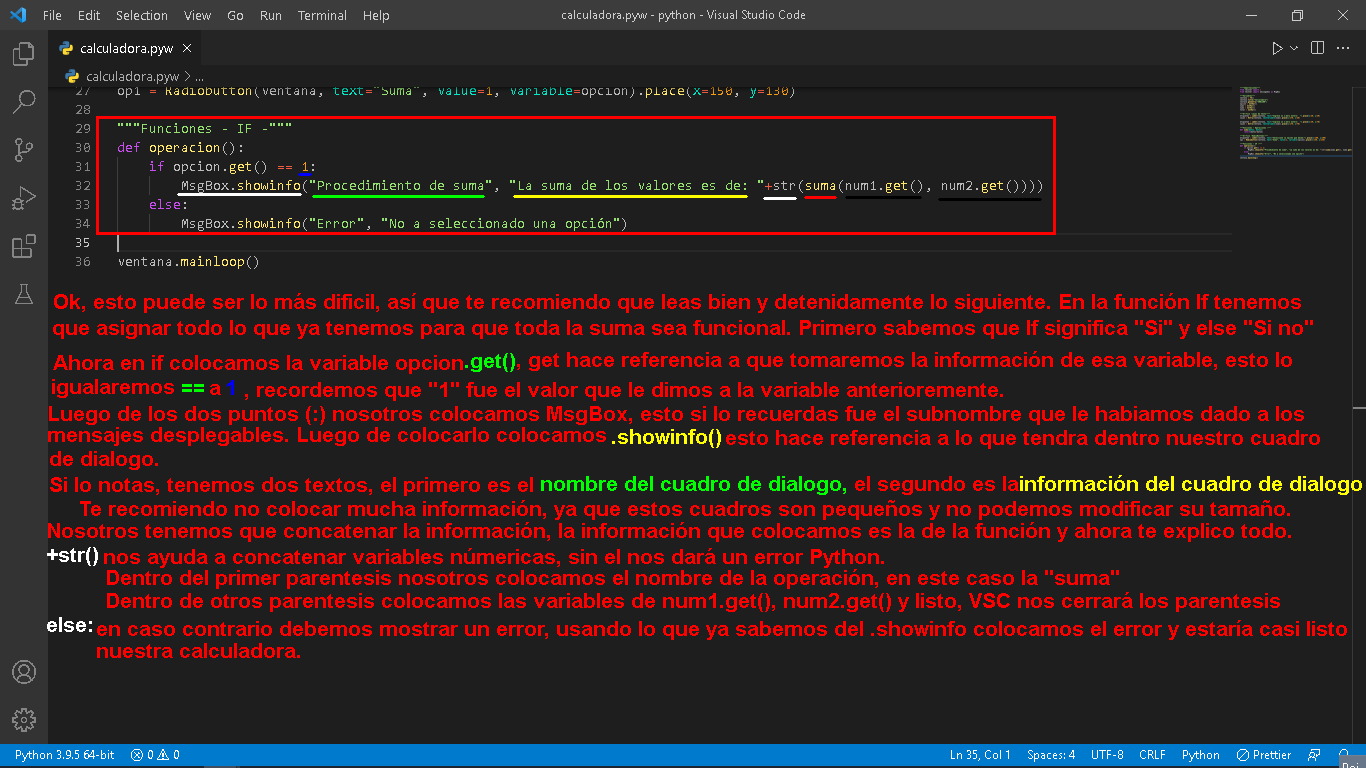 File Edit Selection View Go Run Terminal Help calculadora.pyw - python - Visual Studio Code
calculadora.pyw
calculadora.pyw > ...
27 op1 = Radiobutton(ventana, text="Suma", value=1, variable=opcion).place(x=150, y=130)
28
29 """Funciones - IF -"""
30 def operacion():
31 if opcion.get() == 1:
32 MsgBox.showinfo("Procedimiento de suma", "La suma de los valores es de: "+str(suma(num1.get(), num2.get())))
33 else:
34 MsgBox.showinfo("Error", "No a seleccionado una opción")
35
36 ventana.mainloop()
Ok, esto puede ser lo más dificil, así que te recomiendo que leas bien y detenidamente lo siguiente. En la función If tenemos
que asignar todo lo que ya tenemos para que toda la suma sea funcional. Primero sabemos que If significa "Si" y else "Si no"
Ahora en if colocamos la variable opcion.get(), get hace referencia a que tomaremos la información de esa variable, esto lo
igualaremos == a 1 , recordemos que "1" fue el valor que le dimos a la variable anterioremente.
Luego de los dos puntos (:) nosotros colocamos MsgBox, esto si lo recuerdas fue el subnombre que le habiamos dado a los
mensajes desplegables. Luego de colocarlo colocamos .showinfo() esto hace referencia a lo que tendra dentro nuestro cuadro
de dialogo.
Si lo notas, tenemos dos textos, el primero es el nombre del cuadro de dialogo, el segundo es la información del cuadro de dialogo
Te recomiendo no colocar mucha información, ya que estos cuadros son pequeños y no podemos modificar su tamaño.
Nosotros tenemos que concatenar la información, la información que colocamos es la de la función y ahora te explico todo.
+str() nos ayuda a concatenar variables númericas, sin el nos dará un error Python.
Dentro del primer parentesis nosotros colocamos el nombre de la operación, en este caso la "suma"
Dentro de otros parentesis colocamos las variables de num1.get(), num2.get() y listo, VSC nos cerrará los parentesis
else: en caso contrario debemos mostrar un error, usando lo que ya sabemos del .showinfo colocamos el error y estaría casi listo
nuestra calculadora.
Python 3.9.5 64-bit 0 0 Ln 35, Col 1 Spaces: 4 UTF-8 CRLF Python Prettier